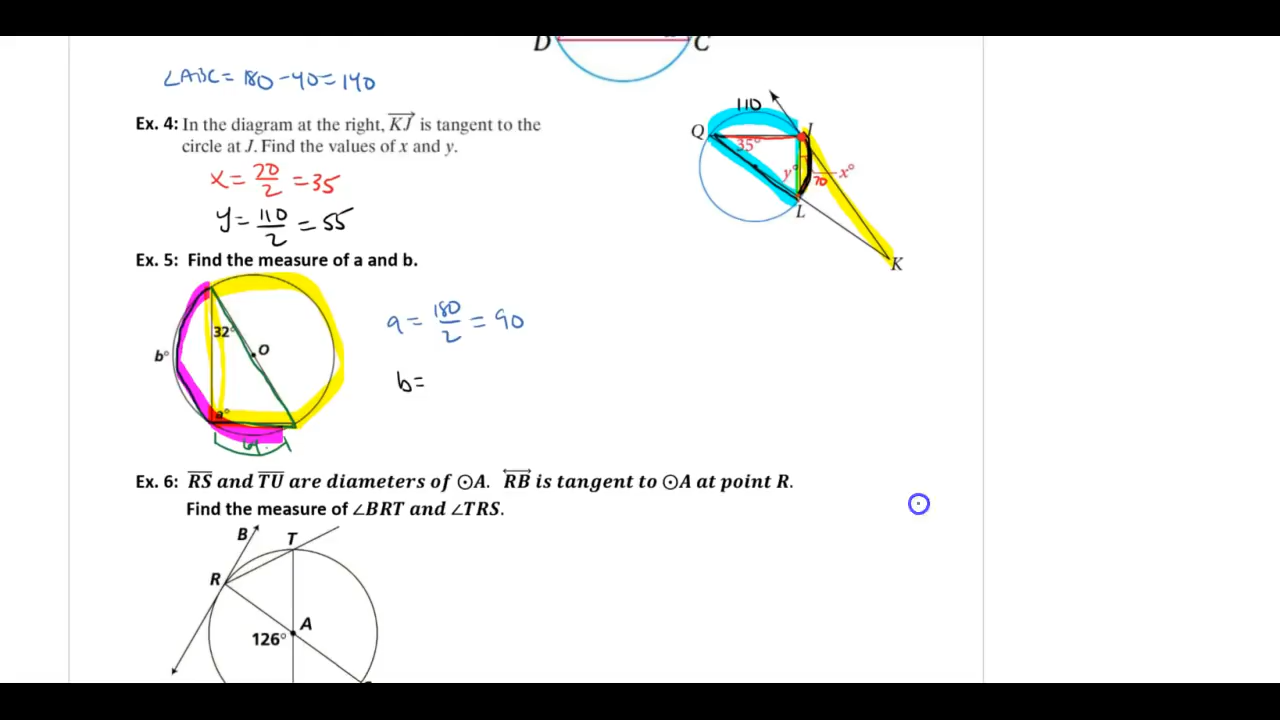 D C
∠ABC = 180 - 40 = 140
Ex. 4: In the diagram at the right, KJ is tangent to the
circle at J. Find the values of x and y.
x = 70/2 = 35
y = 110/2 = 55
110
Q J
35°
y° 70 x°
L
K
Ex. 5: Find the measure of a and b.
32°
b° O
a°
64
a = 180/2 = 90
b =
Ex. 6: RS and TU are diameters of ⊙A. RB is tangent to ⊙A at point R.
Find the measure of ∠BRT and ∠TRS.
B T
R
A
126°